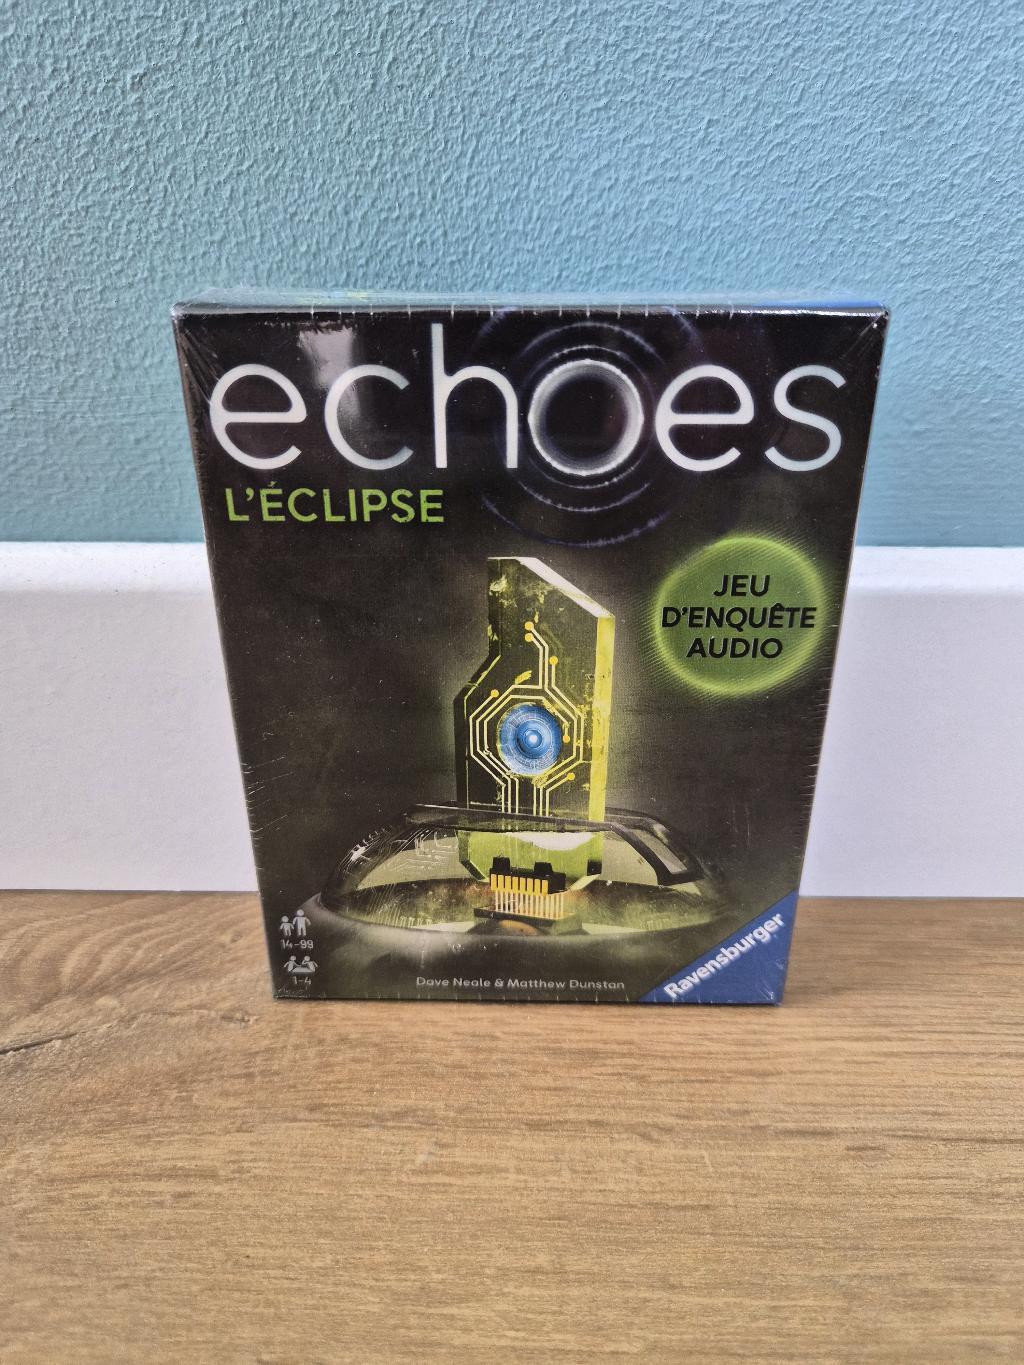 echoes
L'ÉCLIPSE
JEU
D'ENQUÊTE
AUDIO
14-99
1-4
Dave Neale & Matthew Dunstan
Ravensburger